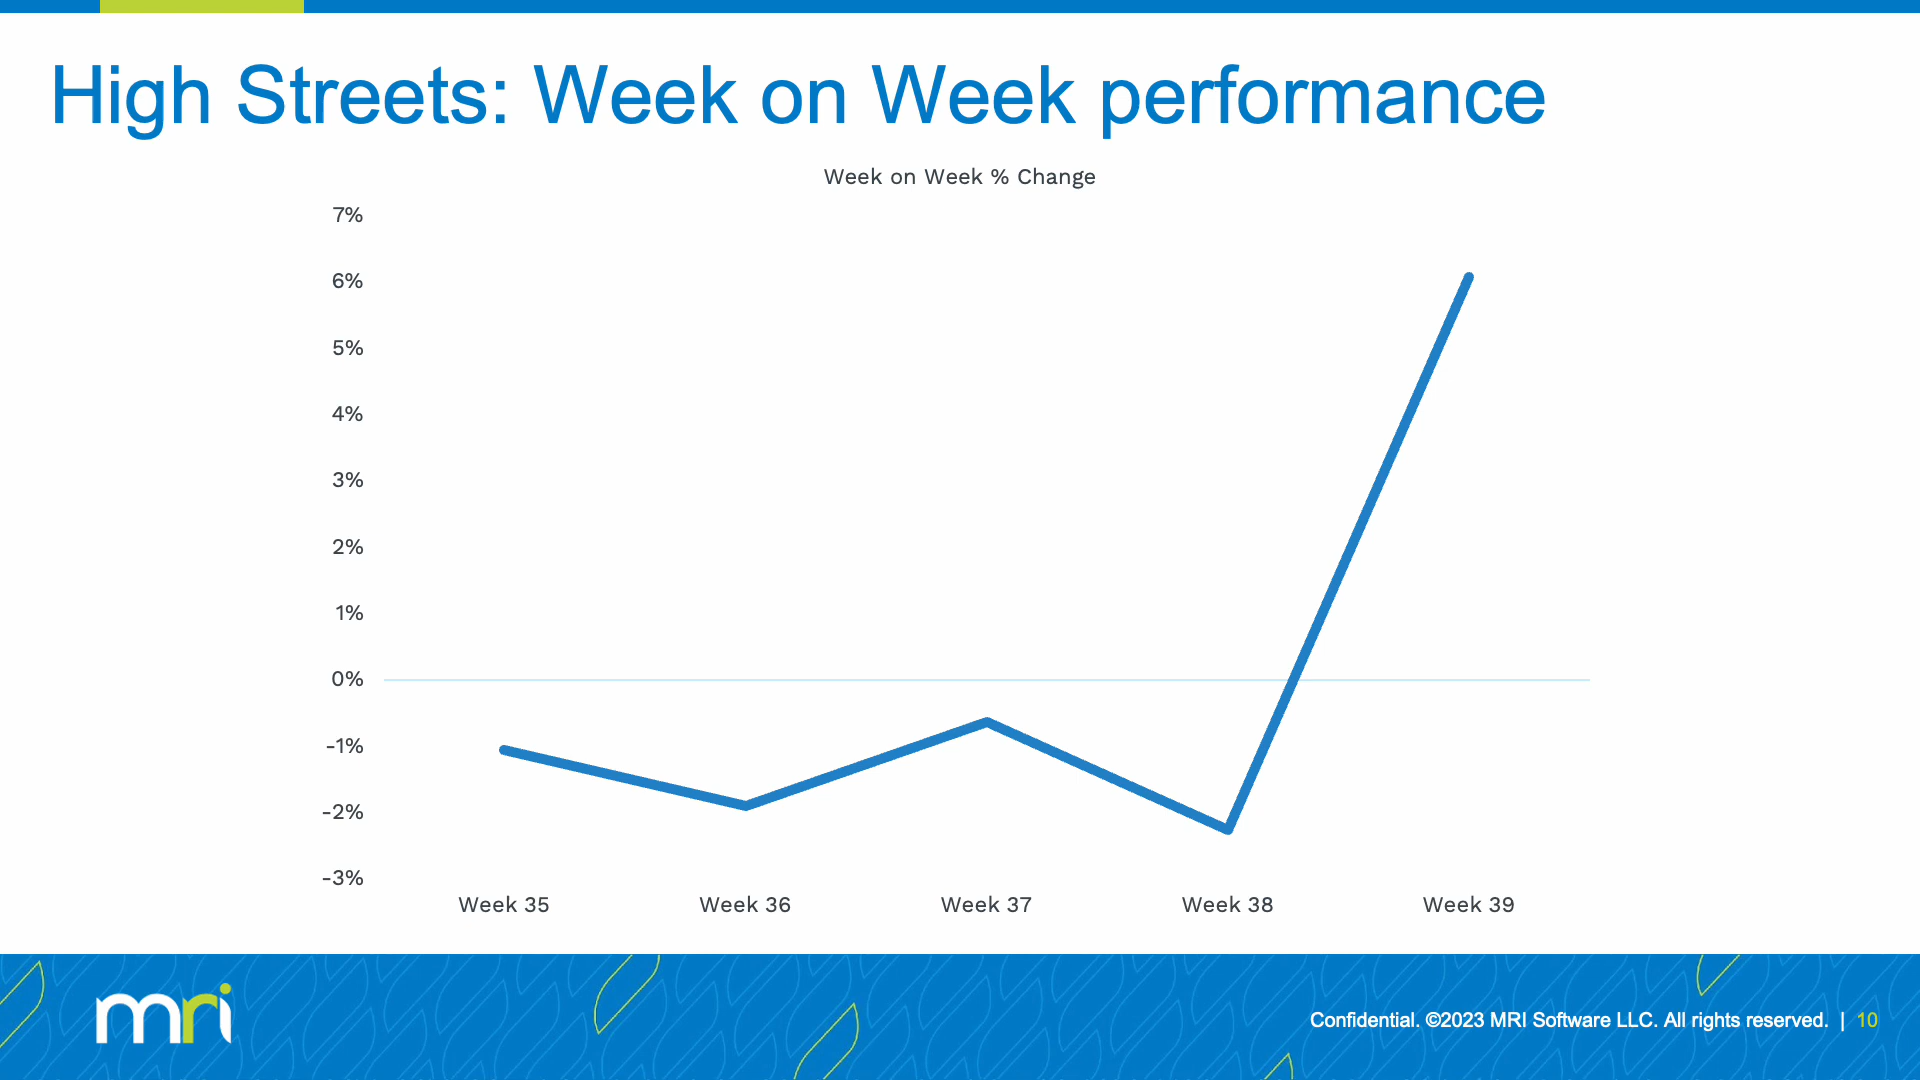 High Streets: Week on Week performance
Week on Week % Change
7%
6%
5%
4%
3%
2%
1%
0%
-1%
-2%
-3%
Week 35 Week 36 Week 37 Week 38 Week 39
mri
Confidential. ©2023 MRI Software LLC. All rights reserved. | 10